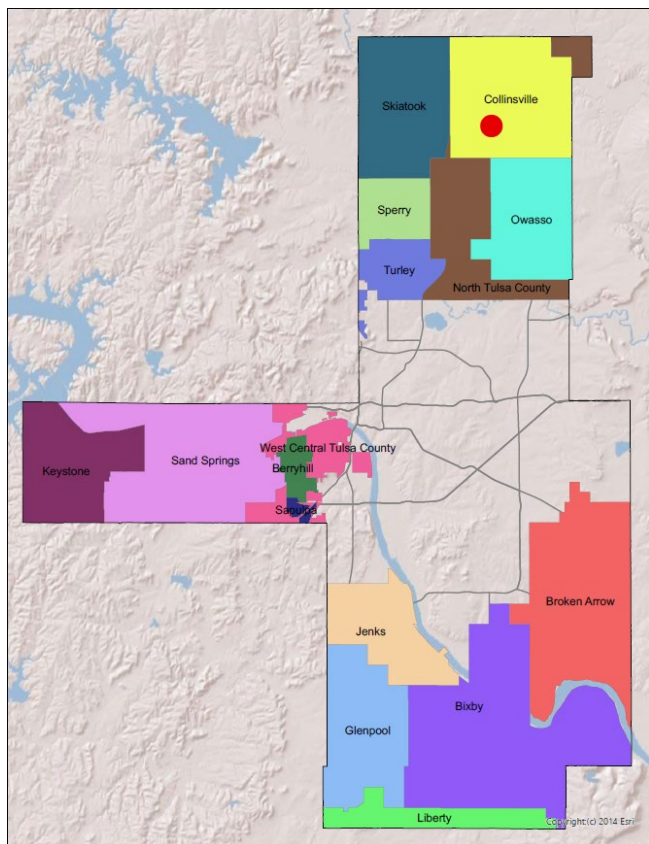 Skiatook
Collinsville
Sperry
Owasso
Turley
North Tulsa County
West Central Tulsa County
Keystone
Sand Springs
Berryhill
Sapulpa
Broken Arrow
Jenks
Bixby
Glenpool
Liberty
Copyright:(c) 2014 Esri